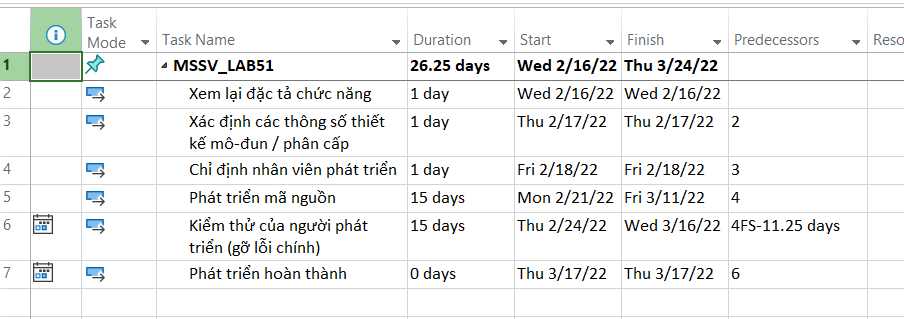 Task Mode Task Name Duration Start Finish Predecessors Reso
1 MSSV_LAB51 26.25 days Wed 2/16/22 Thu 3/24/22
2 Xem lại đặc tả chức năng 1 day Wed 2/16/22 Wed 2/16/22
3 Xác định các thông số thiết kế mô-đun / phân cấp 1 day Thu 2/17/22 Thu 2/17/22 2
4 Chỉ định nhân viên phát triển 1 day Fri 2/18/22 Fri 2/18/22 3
5 Phát triển mã nguồn 15 days Mon 2/21/22 Fri 3/11/22 4
6 Kiểm thử của người phát triển (gỡ lỗi chính) 15 days Thu 2/24/22 Wed 3/16/22 4FS-11.25 days
7 Phát triển hoàn thành 0 days Thu 3/17/22 Thu 3/17/22 6